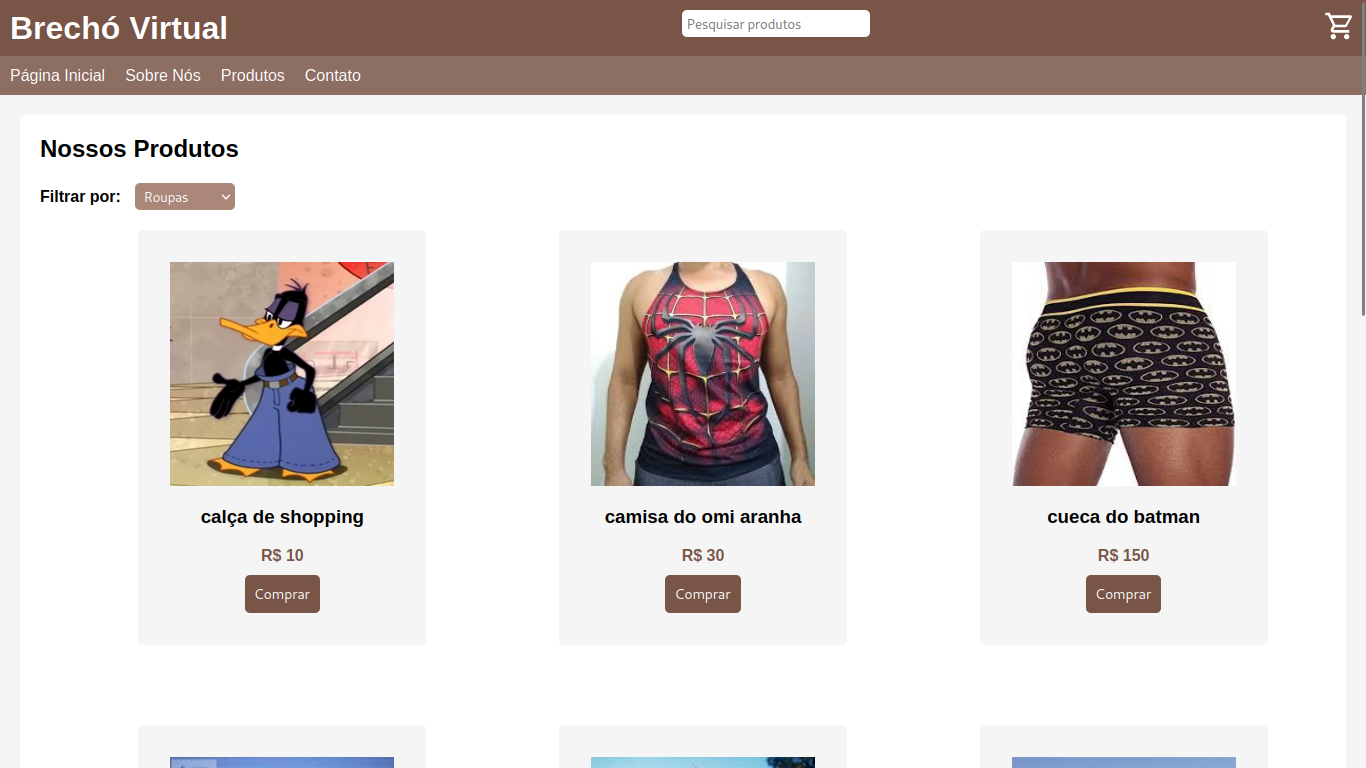 Brechó Virtual
Pesquisar produtos
Página Inicial Sobre Nós Produtos Contato
Nossos Produtos
Filtrar por: Roupas
calça de shopping
R$ 10
Comprar
camisa do omi aranha
R$ 30
Comprar
cueca do batman
R$ 150
Comprar